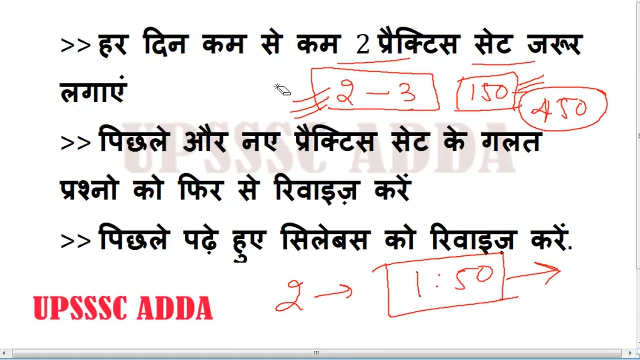 >> हर दिन कम से कम 2 प्रैक्टिस सेट जरूर
लगाएं
2 - 3
150
450
>> पिछले और नए प्रैक्टिस सेट के गलत
UPSSSC ADDA
प्रश्नो को फिर से रिवाइज़ करें
>> पिछले पढ़े हुए सिलेबस को रिवाइज़ करें.
2 → 1:50 →
UPSSSC ADDA